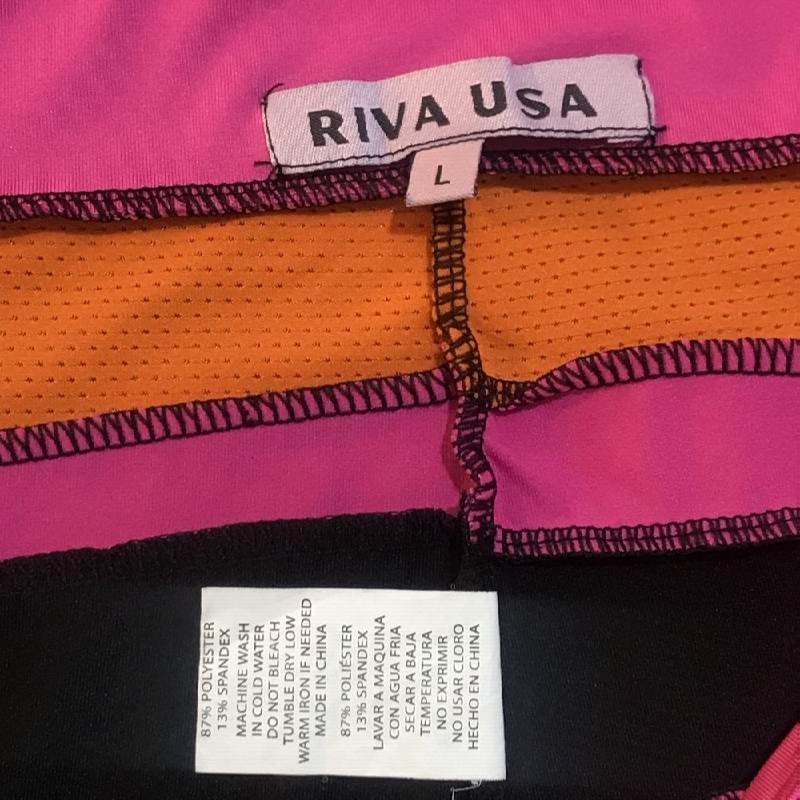 RIVA USA
L
87% POLYESTER
13% SPANDEX
MACHINE WASH
IN COLD WATER
DO NOT BLEACH
TUMBLE DRY LOW
WARM IRON IF NEEDED
MADE IN CHINA
87% POLIÉSTER
13% SPANDEX
LAVAR A MAQUINA
CON AGUA FRIA
SECAR A BAJA
TEMPERATURA
NO EXPRIMIR
NO USAR CLORO
HECHO EN CHINA